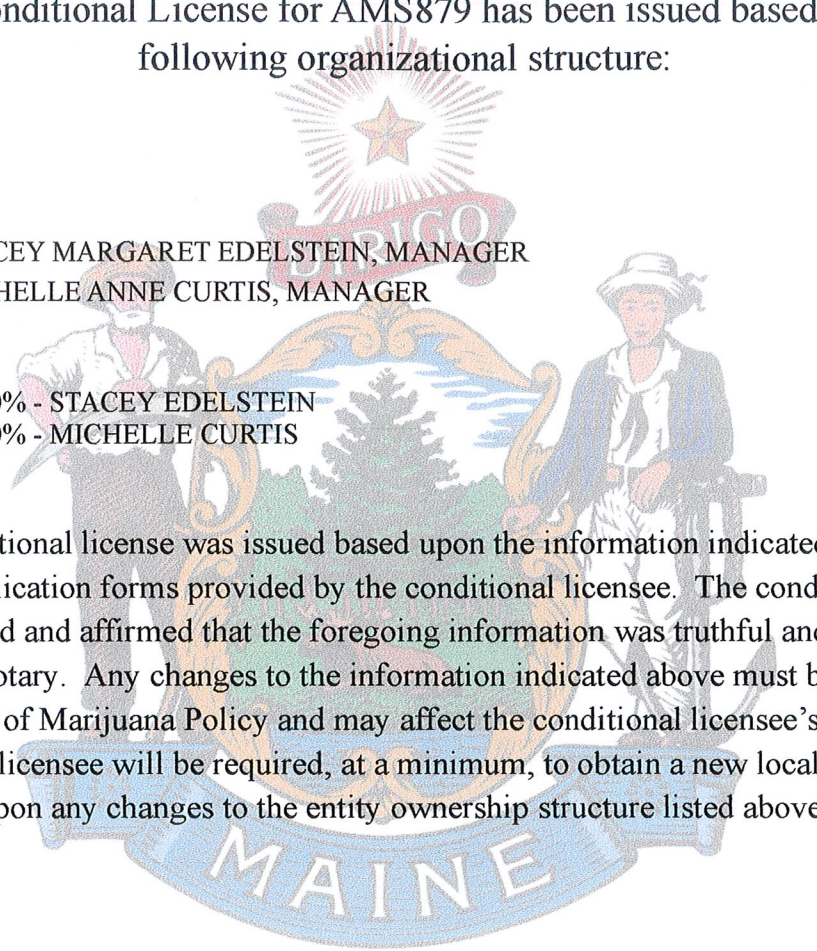 onditional License for AMS879 has been issued based
following organizational structure:
DIRIGO
CEY MARGARET EDELSTEIN, MANAGER
HELLE ANNE CURTIS, MANAGER
0% - STACEY EDELSTEIN
0% - MICHELLE CURTIS
tional license was issued based upon the information indicated
lication forms provided by the conditional licensee. The cond
d and affirmed that the foregoing information was truthful and
otary. Any changes to the information indicated above must b
of Marijuana Policy and may affect the conditional licensee's
licensee will be required, at a minimum, to obtain a new local
pon any changes to the entity ownership structure listed above
MAINE